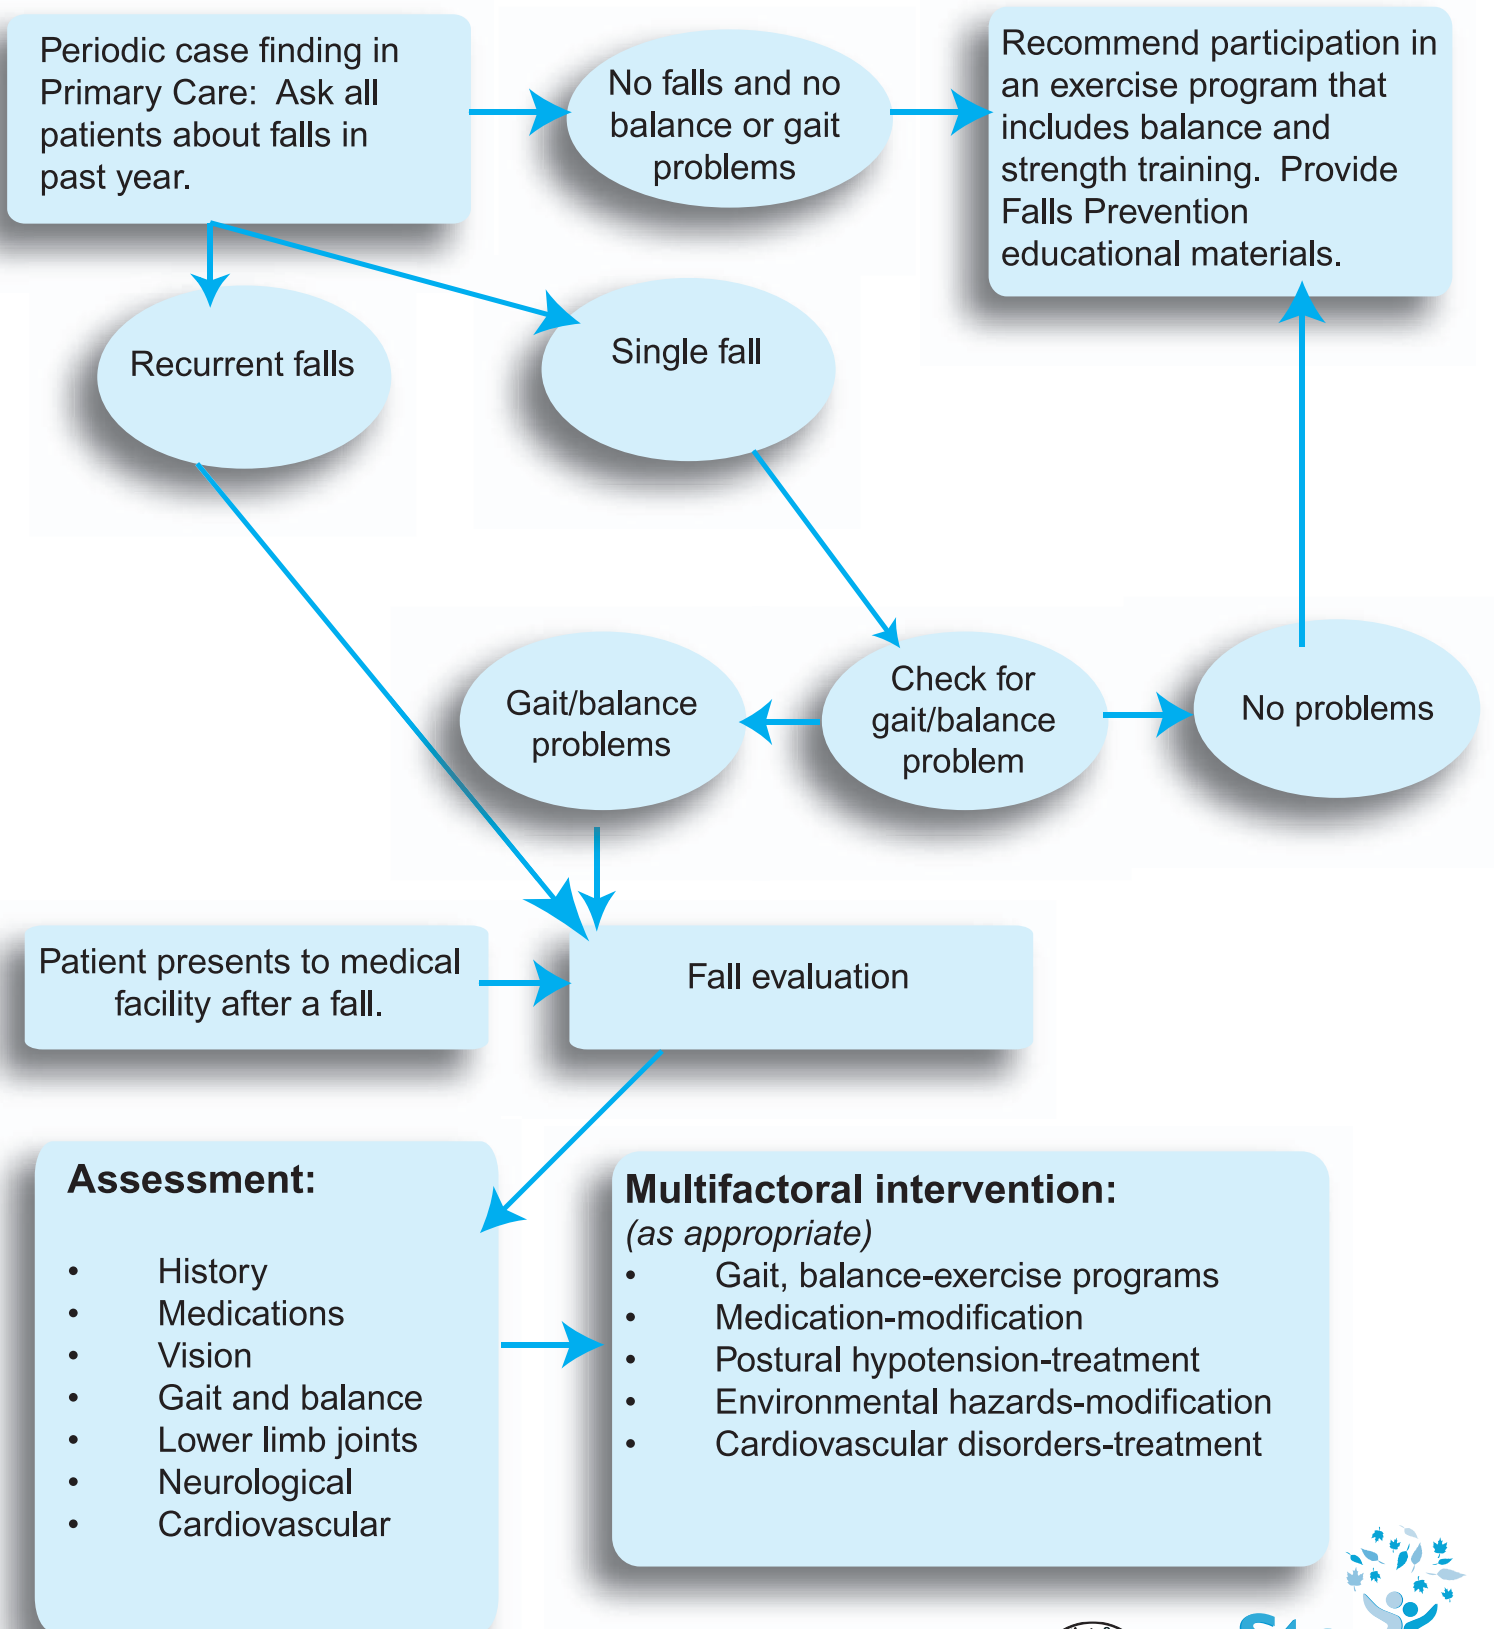 Periodic case finding in
Primary Care:  Ask all
patients about falls in
past year.
No falls and no
balance or gait
problems
Recommend participation in
an exercise program that
includes balance and
strength training.  Provide
Falls Prevention
educational materials.
Recurrent falls
Single fall
Gait/balance
problems
Check for
gait/balance
problem
No problems
Patient presents to medical
facility after a fall.
Fall evaluation
Assessment:
• History
• Medications
• Vision
• Gait and balance
• Lower limb joints
• Neurological
• Cardiovascular
Multifactoral intervention:
(as appropriate)
• Gait, balance-exercise programs
• Medication-modification
• Postural hypotension-treatment
• Environmental hazards-modification
• Cardiovascular disorders-treatment